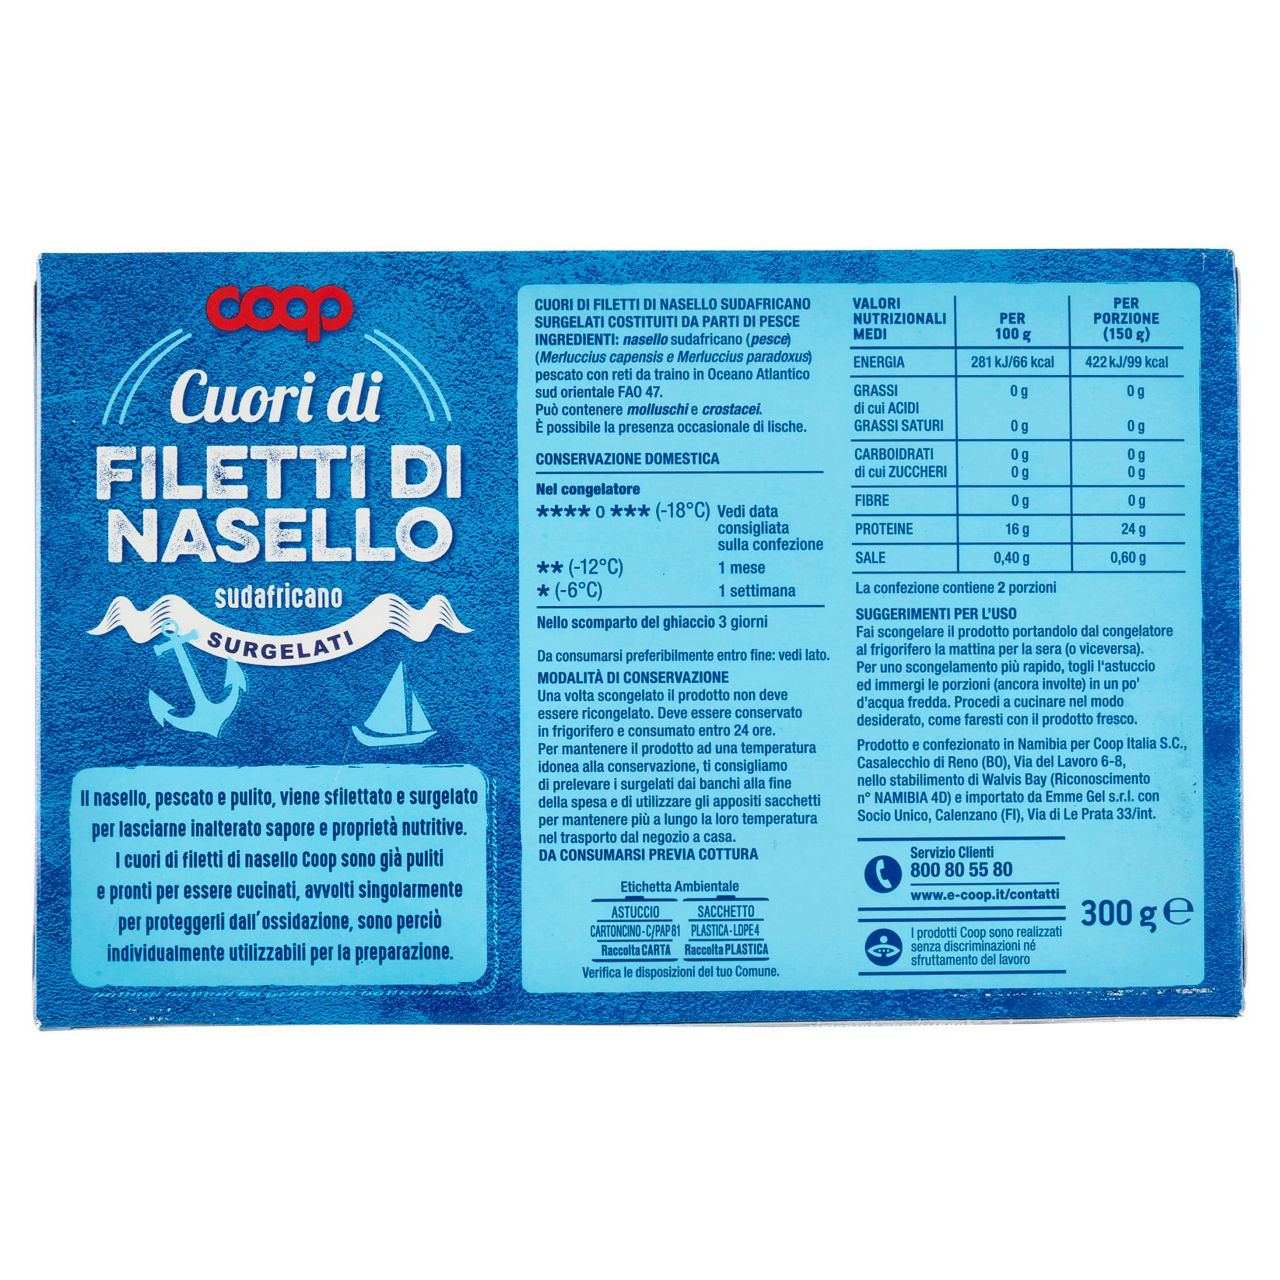 coop
Cuori di
FILETTI DI
NASELLO
sudafricano
SURGELATI
Il nasello, pescato e pulito, viene sfilettato e surgelato
per lasciarne inalterato sapore e proprietà nutritive.
I cuori di filetti di nasello Coop sono già puliti
e pronti per essere cucinati, avvolti singolarmente
per proteggerli dall'ossidazione, sono perciò
individualmente utilizzabili per la preparazione.
CUORI DI FILETTI DI NASELLO SUDAFRICANO
SURGELATI COSTITUITI DA PARTI DI PESCE
INGREDIENTI: nasello sudafricano (pesce)
(Merluccius capensis e Merluccius paradoxus)
pescato con reti da traino in Oceano Atlantico
sud orientale FAO 47.
Può contenere molluschi e crostacei.
È possibile la presenza occasionale di lische.
CONSERVAZIONE DOMESTICA
Nel congelatore
**** o *** (-18°C) Vedi data
consigliata
sulla confezione
** (-12°C) 1 mese
* (-6°C) 1 settimana
Nello scomparto del ghiaccio 3 giorni
Da consumarsi preferibilmente entro fine: vedi lato.
MODALITÀ DI CONSERVAZIONE
Una volta scongelato il prodotto non deve
essere ricongelato. Deve essere conservato
in frigorifero e consumato entro 24 ore.
Per mantenere il prodotto ad una temperatura
idonea alla conservazione, ti consigliamo
di prelevare i surgelati dai banchi alla fine
della spesa e di utilizzare gli appositi sacchetti
per mantenere più a lungo la loro temperatura
nel trasporto dal negozio a casa.
DA CONSUMARSI PREVIA COTTURA
Etichetta Ambientale
ASTUCCIO SACCHETTO
CARTONCINO-C/PAP81 PLASTICA-LDPE4
Raccolta CARTA Raccolta PLASTICA
Verifica le disposizioni del tuo Comune.
VALORI NUTRIZIONALI MEDI PER 100 g PER PORZIONE (150 g)
ENERGIA 281 kJ/66 kcal 422 kJ/99 kcal
GRASSI 0 g 0 g
di cui ACIDI
GRASSI SATURI 0 g 0 g
CARBOIDRATI 0 g 0 g
di cui ZUCCHERI 0 g 0 g
FIBRE 0 g 0 g
PROTEINE 16 g 24 g
SALE 0,40 g 0,60 g
La confezione contiene 2 porzioni
SUGGERIMENTI PER L'USO
Fai scongelare il prodotto portandolo dal congelatore
al frigorifero la mattina per la sera (o viceversa).
Per uno scongelamento più rapido, togli l'astuccio
ed immergi le porzioni (ancora involte) in un po'
d'acqua fredda. Procedi a cucinare nel modo
desiderato, come faresti con il prodotto fresco.
Prodotto e confezionato in Namibia per Coop Italia S.C.,
Casalecchio di Reno (BO), Via del Lavoro 6-8,
nello stabilimento di Walvis Bay (Riconoscimento
n° NAMIBIA 4D) e importato da Emme Gel s.r.l. con
Socio Unico, Calenzano (FI), Via di Le Prata 33/int.
Servizio Clienti
800 80 55 80
www.e-coop.it/contatti
I prodotti Coop sono realizzati
senza discriminazioni né
sfruttamento del lavoro
300 g ℮